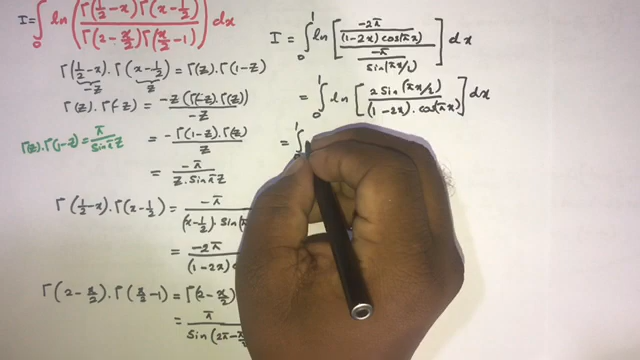 I = ∫₀¹ ln( Γ(1/2 - x) Γ(x - 1/2) / Γ(2 - x/2) Γ(x/2 - 1) ) dx
Γ(1/2 - x) . Γ(x - 1/2) = Γ(z) . Γ(1-z)
-z z
Γ(z) . Γ(-z) = -z (Γ(-z) . Γ(z)) / -z
Γ(z) . Γ(1-z) = π / sin πz
= -Γ(1-z) . Γ(z) / z
= -π / z . sin πz
Γ(1/2 - x) . Γ(x - 1/2) = -π / (x - 1/2) . sin(π
= -2π / (1 - 2x) c
Γ(2 - x/2) . Γ(x/2 - 1) = Γ(2 - x/2)
= π / sin(2π - πx/2
I = ∫₀¹ ln [ -2π / (1-2x) cos(πx) / -π / sin(πx/2) ] dx
= ∫₀¹ ln [ 2 sin(πx/2) / (1-2x) . cos(πx) ] dx
= ∫₀¹